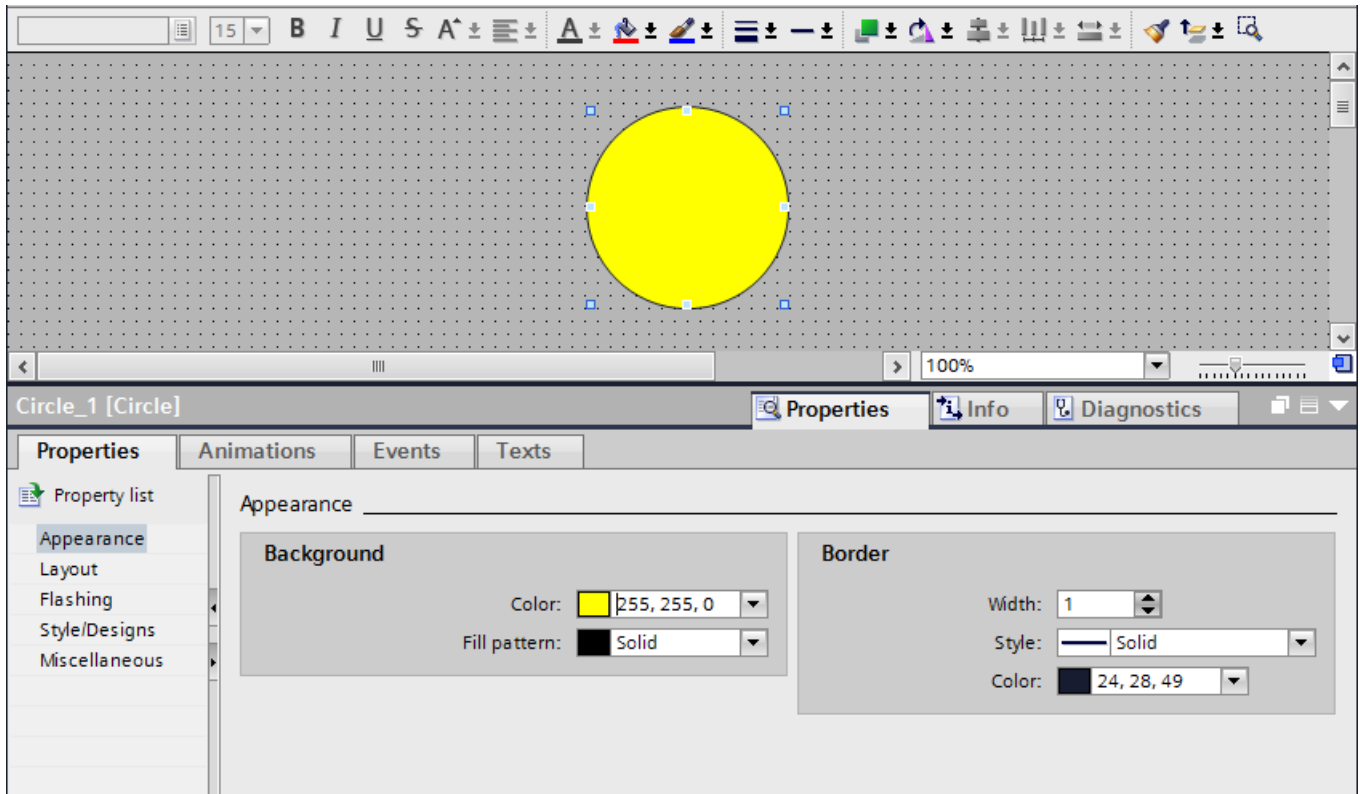 15 B I U S A A
100%
Circle_1 [Circle] Properties Info Diagnostics
Properties Animations Events Texts
Property list
Appearance
Layout
Flashing
Style/Designs
Miscellaneous
Appearance
Background
Color: 255, 255, 0
Fill pattern: Solid
Border
Width: 1
Style: Solid
Color: 24, 28, 49